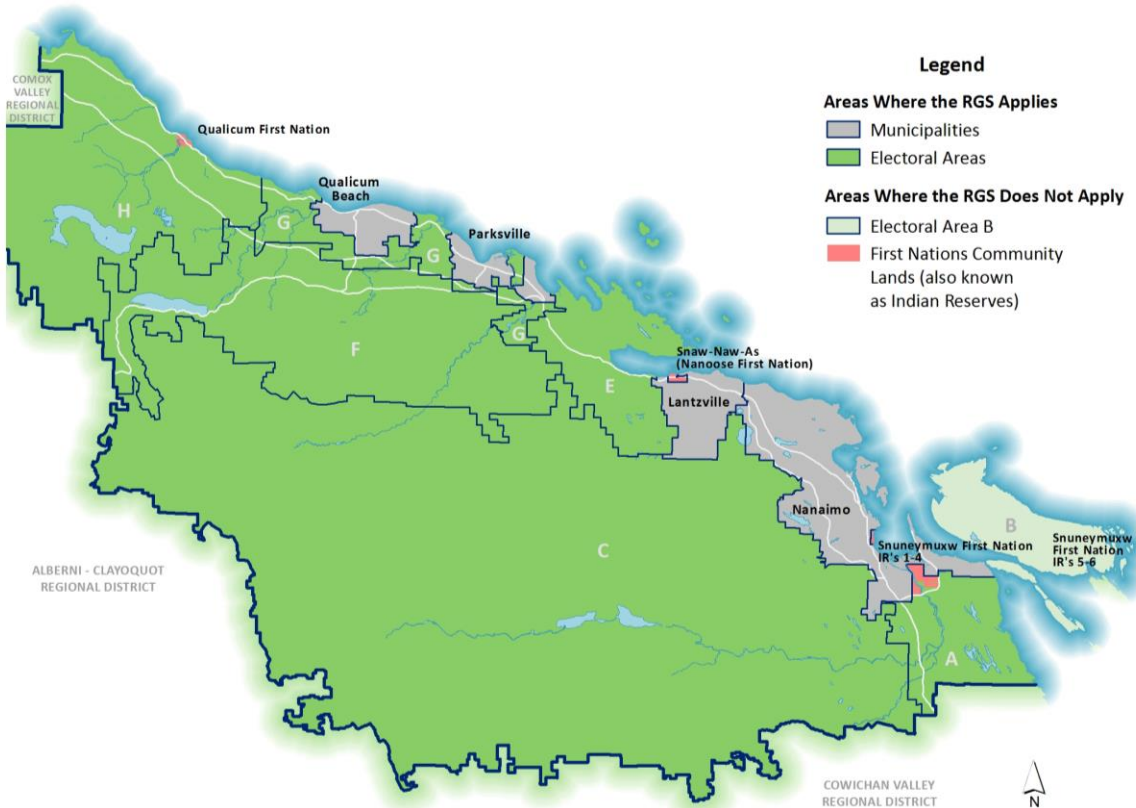 COMOX
VALLEY
REGIONAL
DISTRICT
Qualicum First Nation
Qualicum
Beach
Parksville
H
G
G
G
F
E
Snaw-Naw-As
(Nanoose First Nation)
Lantzville
Nanaimo
C
Snuneymuxw First Nation
IR's 1-4
B
Snuneymuxw
First Nation
IR's 5-6
A
ALBERNI - CLAYOQUOT
REGIONAL DISTRICT
COWICHAN VALLEY
REGIONAL DISTRICT
N
Legend
Areas Where the RGS Applies
Municipalities
Electoral Areas
Areas Where the RGS Does Not Apply
Electoral Area B
First Nations Community
Lands (also known
as Indian Reserves)